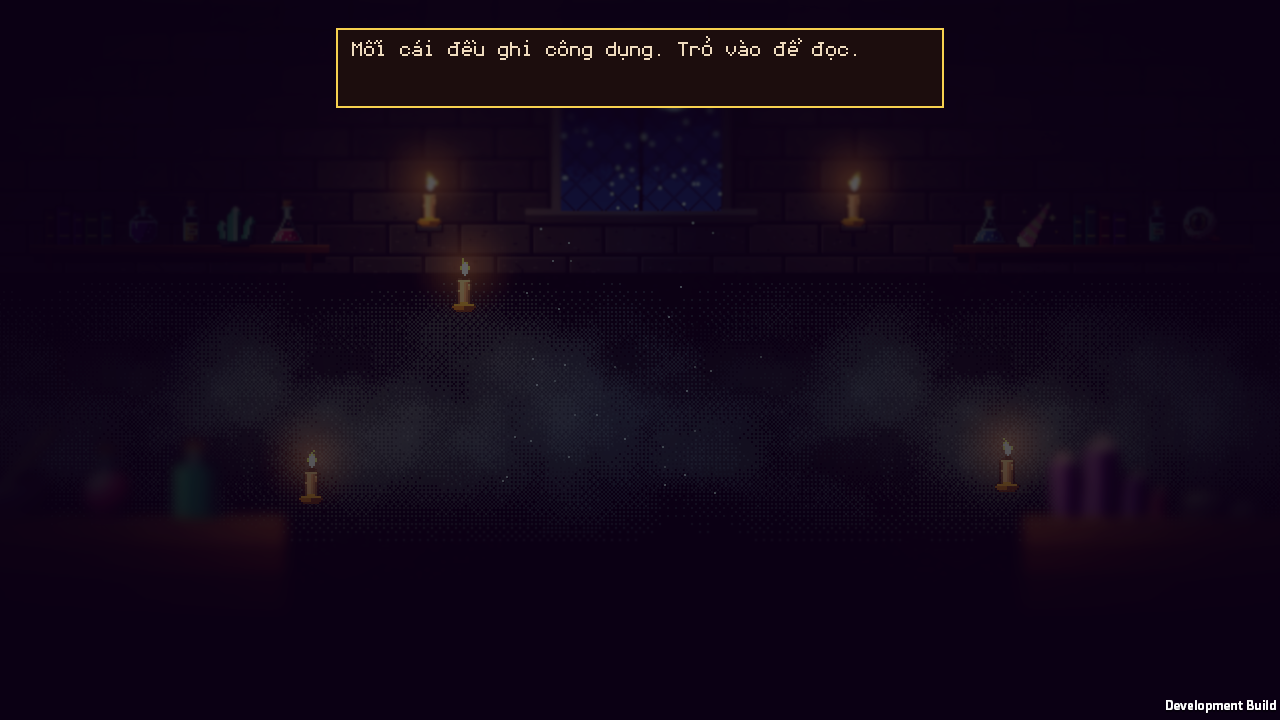 Mỗi cái đều ghi công dụng. Trỏ vào để đọc.
Development Build